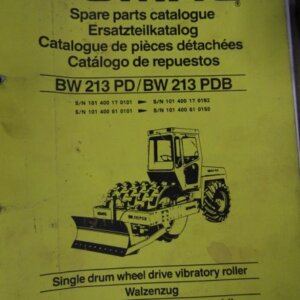 Spare parts catalogue
Ersatzteilkatalog
Catalogue de pièces détachées
Catálogo de repuestos
BW 213 PD/BW 213 PDB
S/N 101 400 17 0101 ► S/N 101 400 17 0182
S/N 101 400 61 0101 ► S/N 101 400 61 0150
Single drum wheel drive vibratory roller
Walzenzug